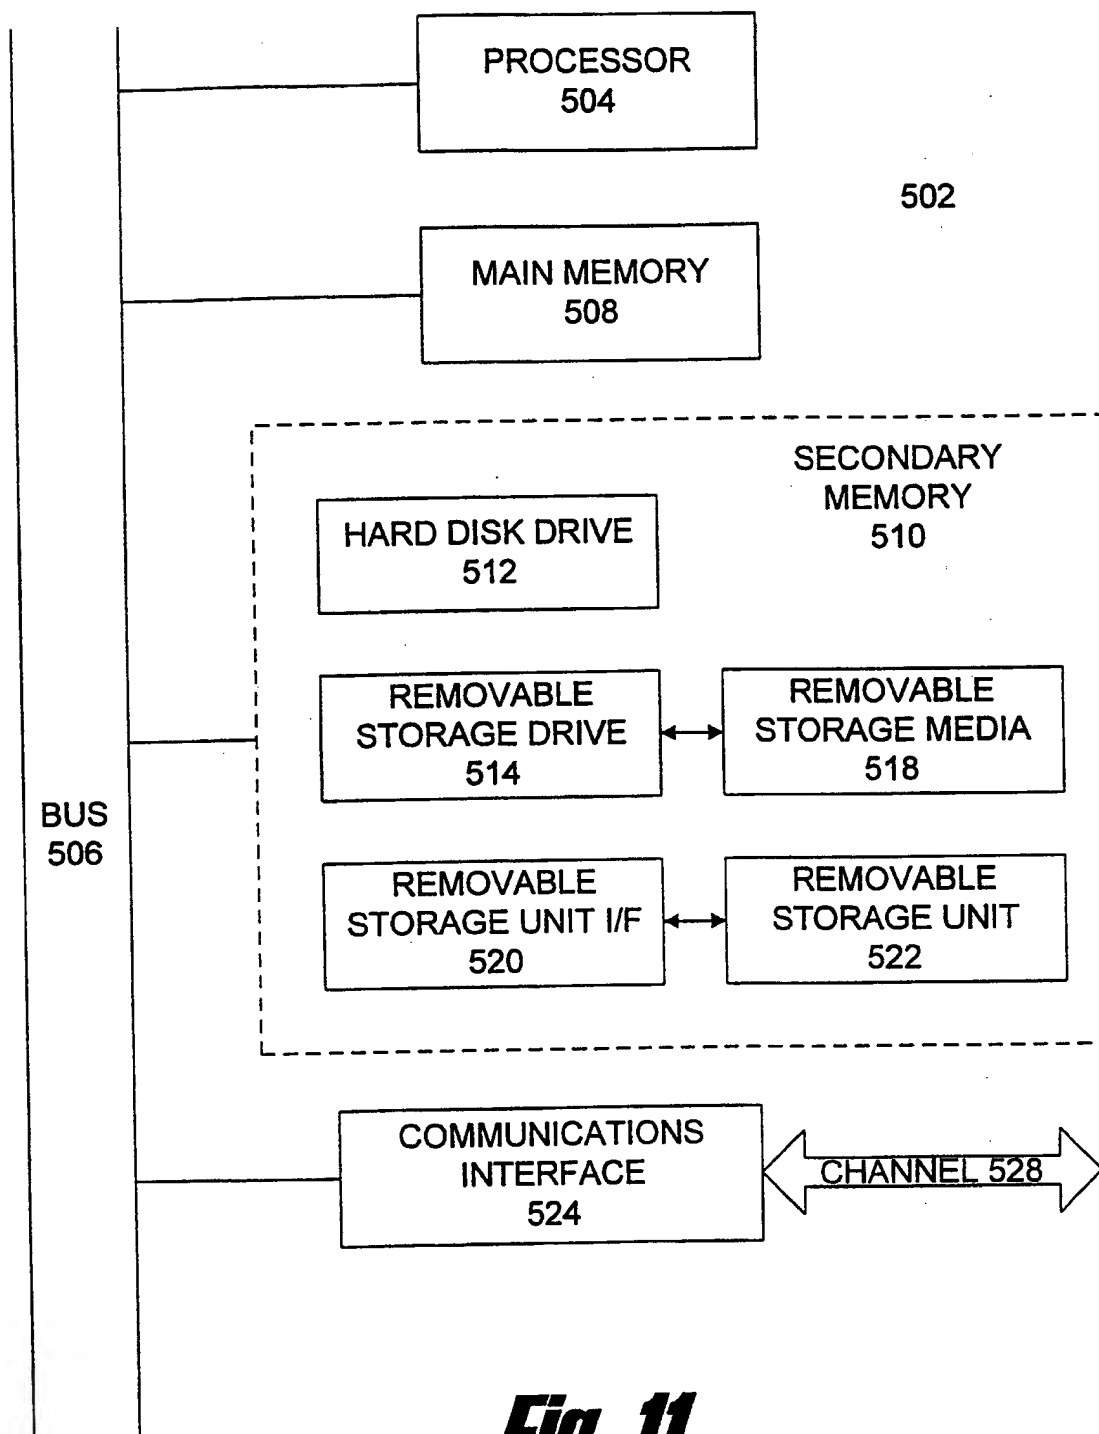 PROCESSOR
504
502
MAIN MEMORY
508
SECONDARY
MEMORY
510
HARD DISK DRIVE
512
REMOVABLE
STORAGE DRIVE
514
REMOVABLE
STORAGE MEDIA
518
BUS
506
REMOVABLE
STORAGE UNIT I/F
520
REMOVABLE
STORAGE UNIT
522
COMMUNICATIONS
INTERFACE
524
CHANNEL 528
Fig. 11